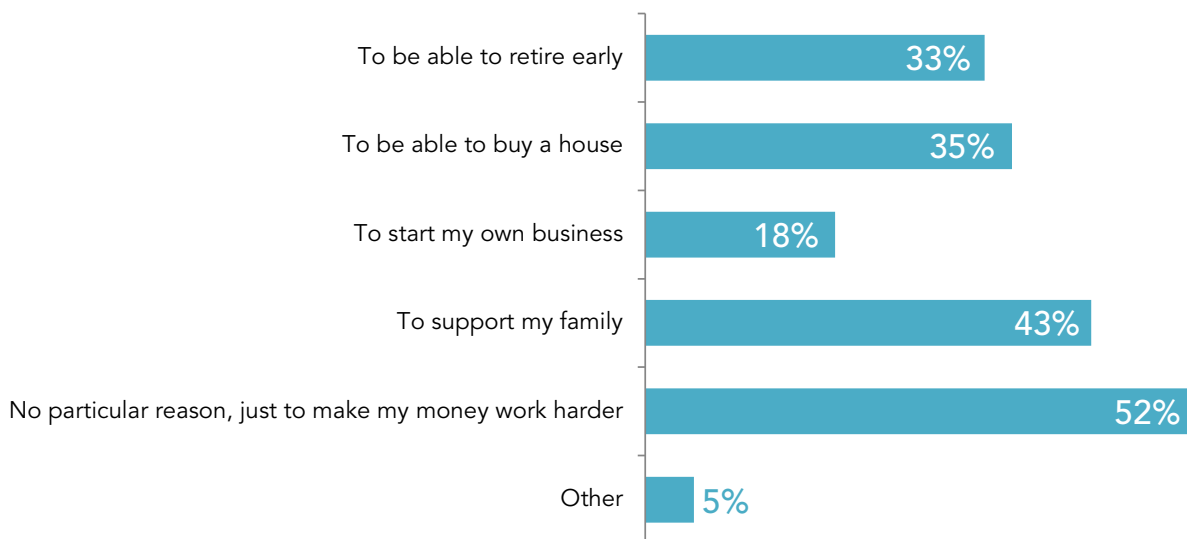 To be able to retire early 33%
To be able to buy a house 35%
To start my own business 18%
To support my family 43%
No particular reason, just to make my money work harder 52%
Other 5%